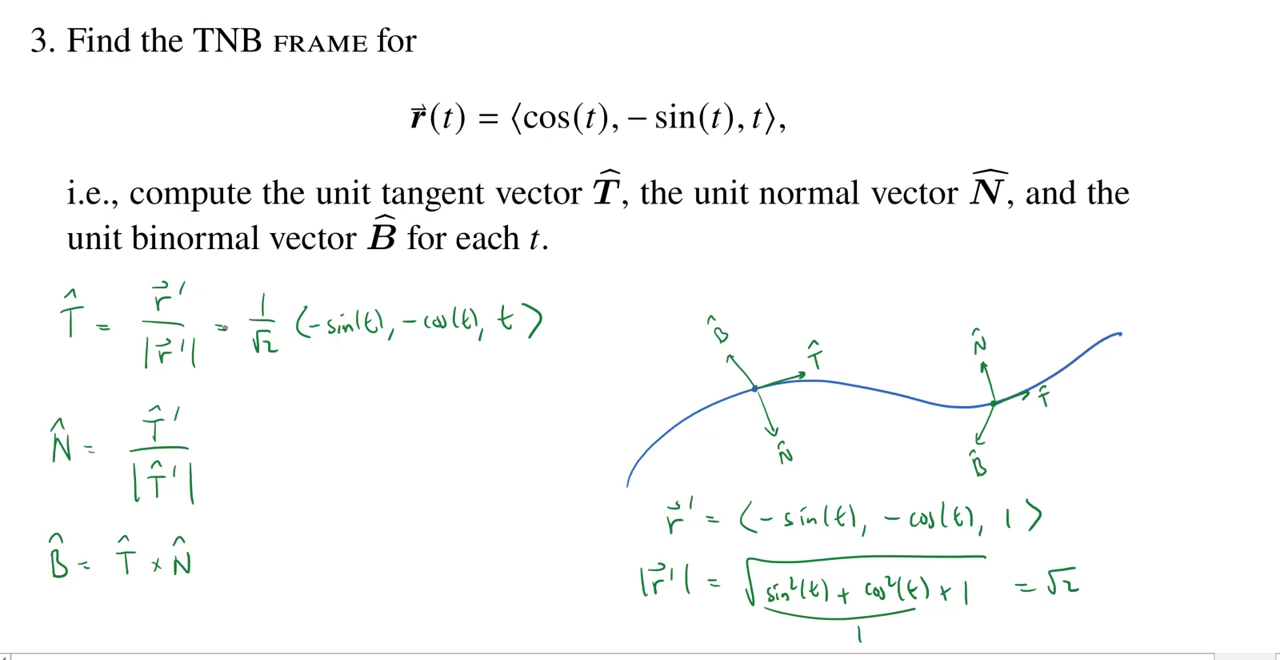 3. Find the TNB FRAME for
r⃗(t) = ⟨cos(t), − sin(t), t⟩,
i.e., compute the unit tangent vector T̂, the unit normal vector N̂, and the
unit binormal vector B̂ for each t.
T̂ = r⃗' / |r⃗'| = 1/√2 ⟨-sin(t), -cos(t), t⟩
N̂ = T̂' / |T̂'|
B̂ = T̂ × N̂
B̂
T̂
N̂
N̂
T̂
B̂
r⃗' = ⟨-sin(t), -cos(t), 1⟩
|r⃗'| = √(sin²(t) + cos²(t) + 1) = √2
1